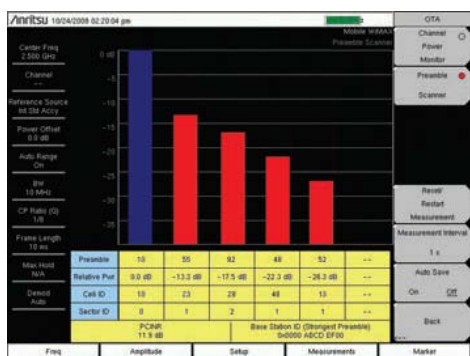 Anritsu 10/24/2008 02:20:04 pm
Mobile WiMAX
Preamble Scanner
OTA
Center Freq
2.500 GHz
Channel
--
Reference Source
Int Std Accy
Power Offset
0.0 dB
Auto Range
On
BW
10 MHz
CP Ratio (G)
1/8
Frame Length
10 ms
Max Hold
N/A
Demod
Auto
0 dB
-5
-10
-15
-20
-25
-30
-35
Channel
Power
Monitor
Preamble
Scanner
Reset/
Restart
Measurement
Measurement Interval
1 s
Auto Save
On Off
Back
Preamble 10 55 92 48 52 --
Relative Pwr 0.0 dB -13.3 dB -17.5 dB -22.3 dB -26.3 dB --
Cell ID 10 23 28 48 13 --
Sector ID 0 1 2 1 1 --
PCINR
11.9 dB
Base Station ID (Strongest Preamble)
0x0000 ABCD EF00
Freq Amplitude Setup Measurements Marker